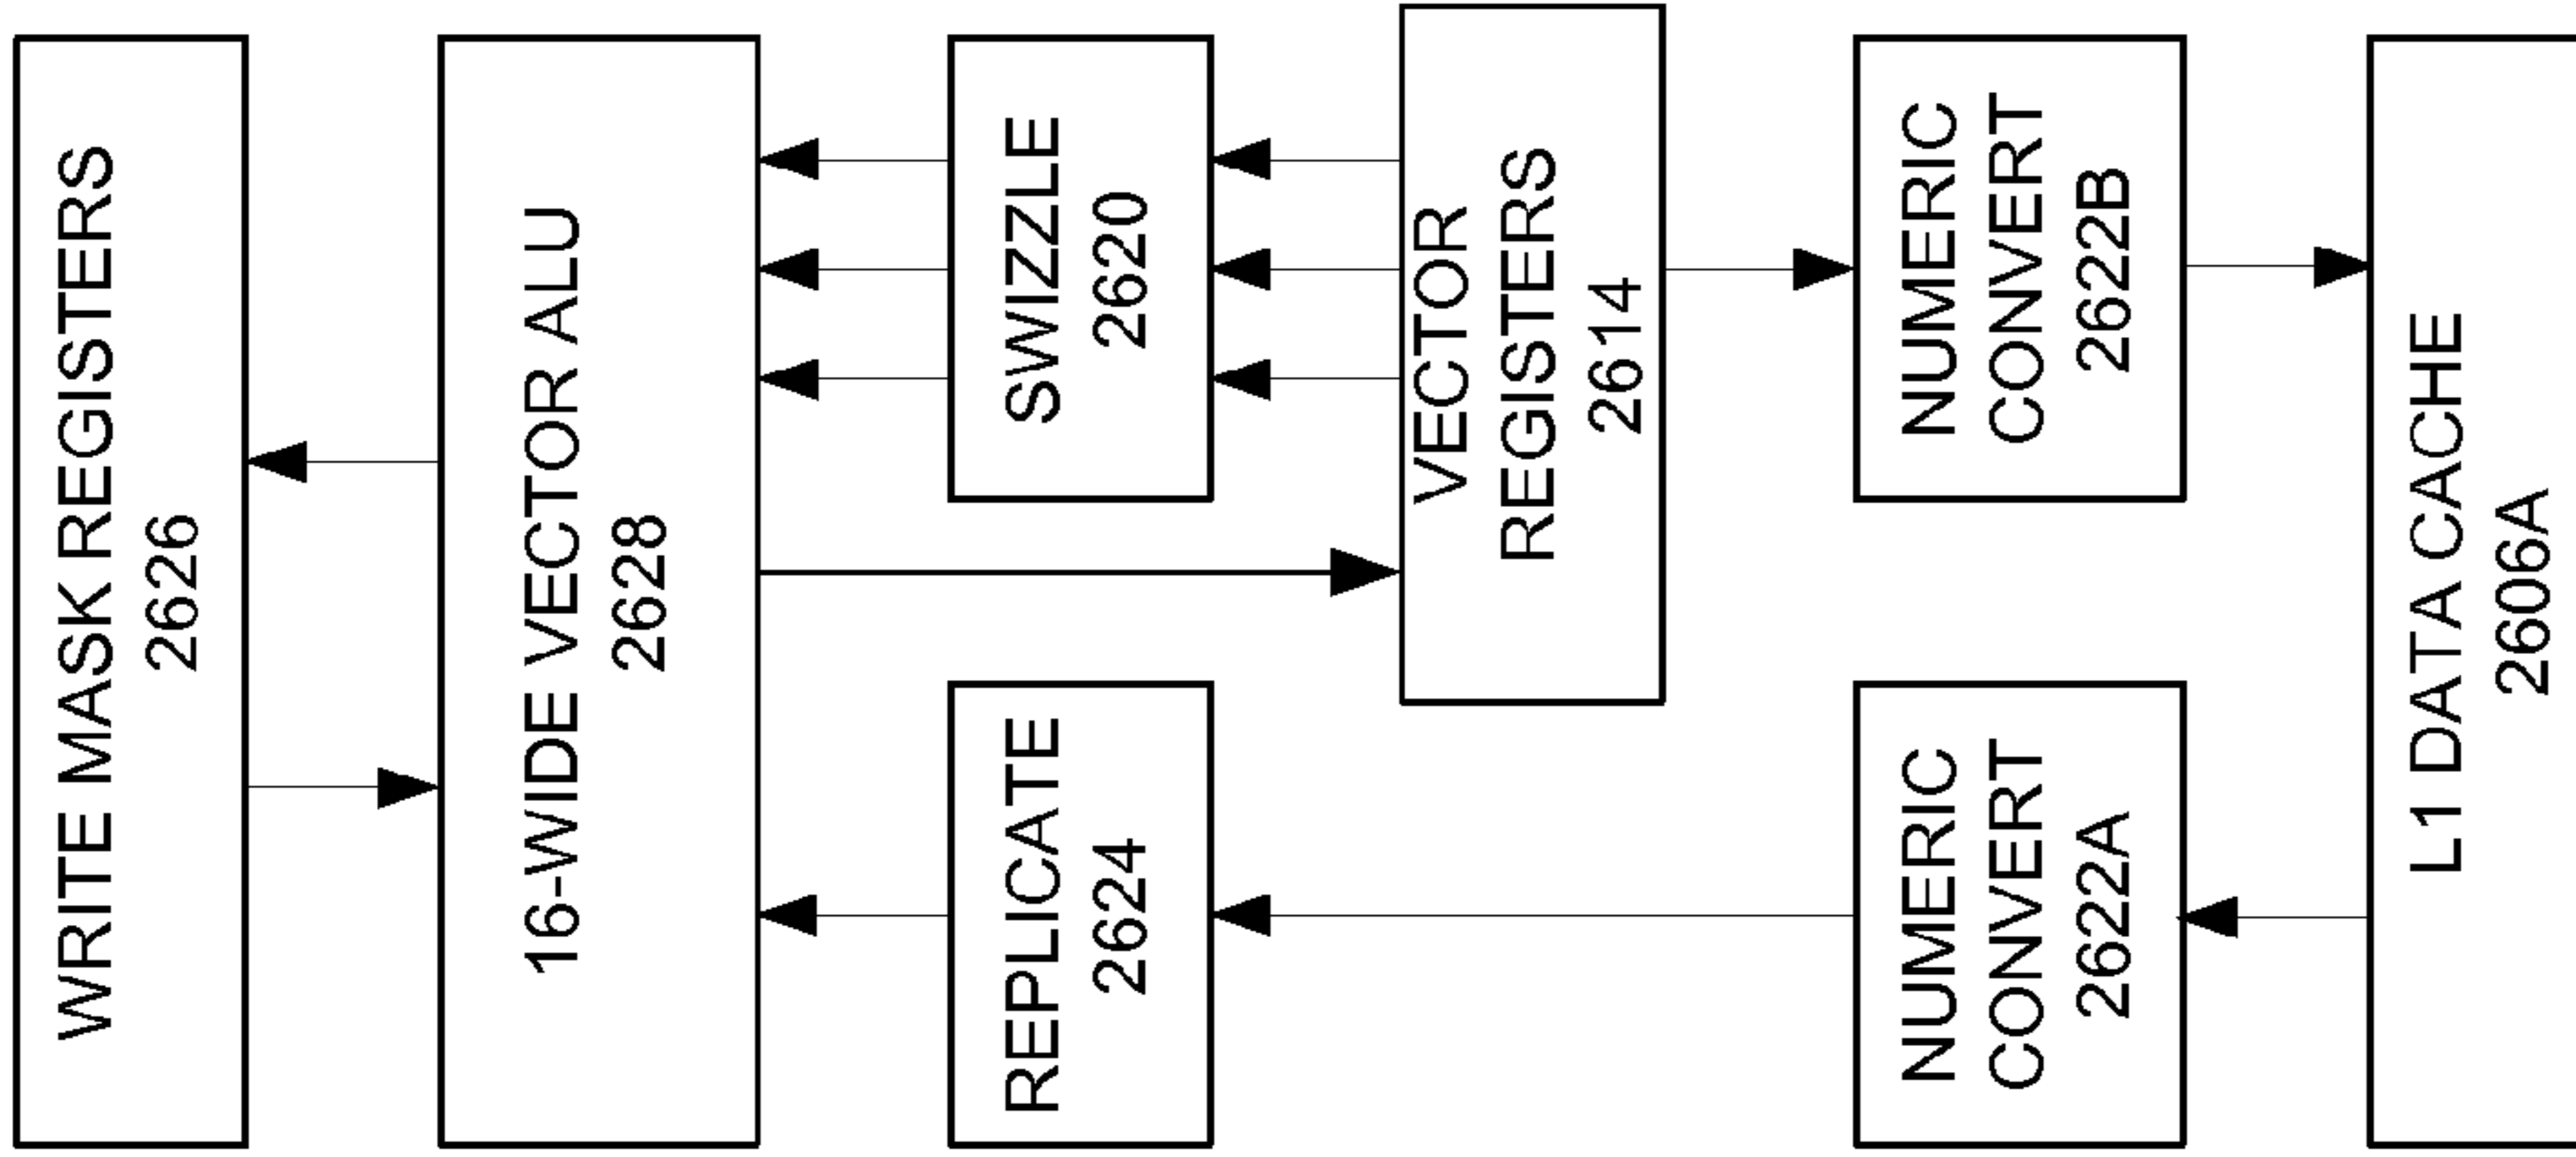 WRITE MASK REGISTERS
2626
16-WIDE VECTOR ALU
2628
REPLICATE
2624
SWIZZLE
2620
VECTOR
REGISTERS
2614
NUMERIC
CONVERT
2622A
NUMERIC
CONVERT
2622B
L1 DATA CACHE
2606A